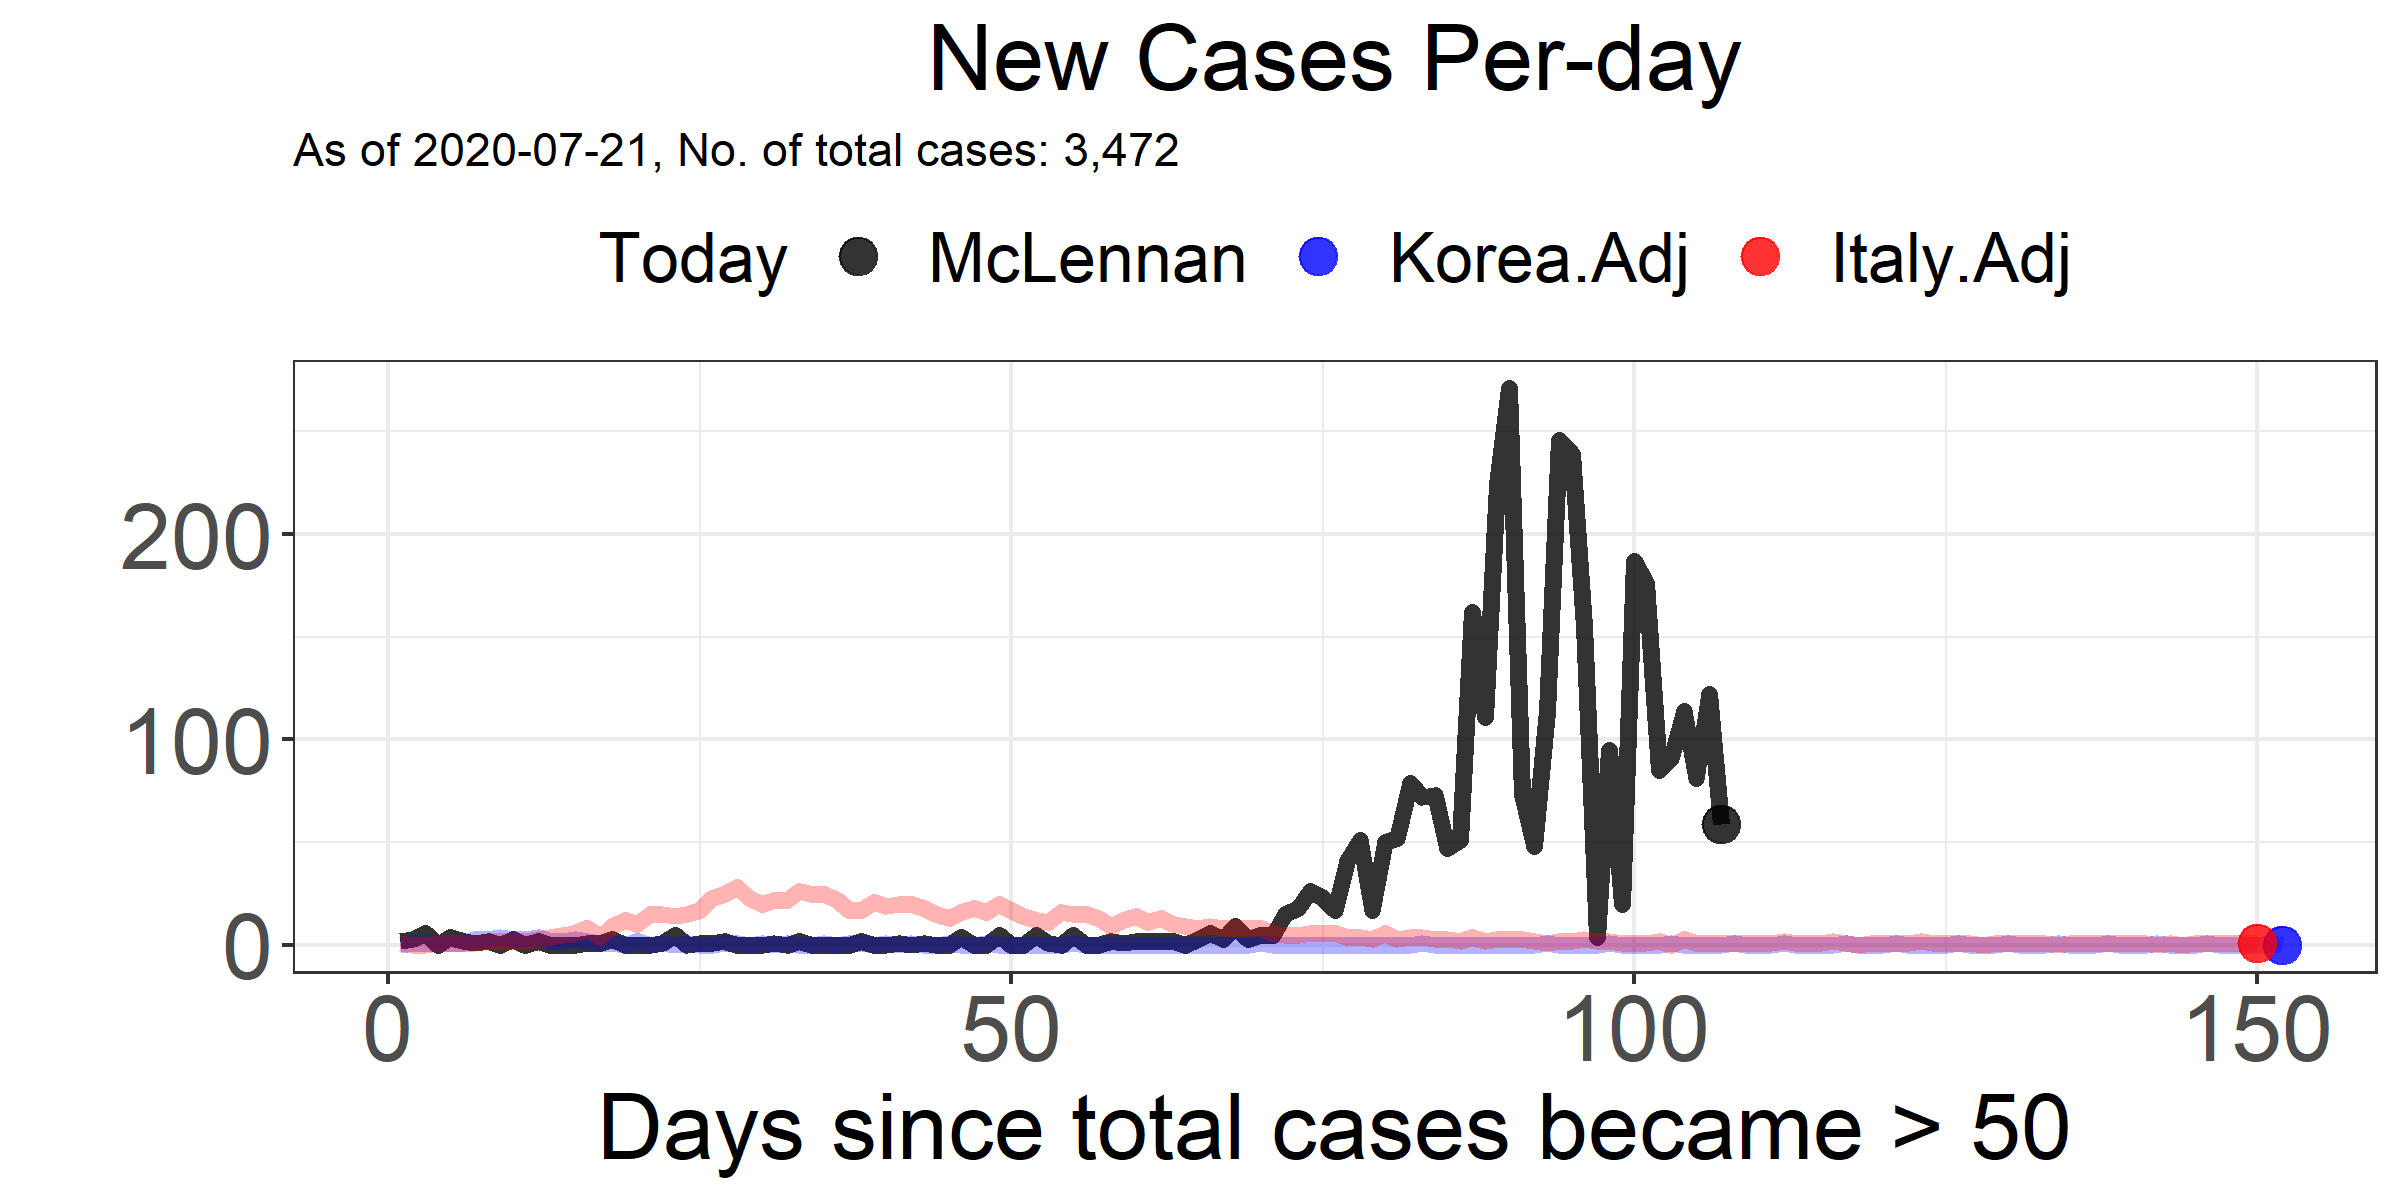 New Cases Per-day
As of 2020-07-21, No. of total cases: 3,472
Today McLennan Korea.Adj Italy.Adj
200
100
0
0 50 100 150
Days since total cases became > 50